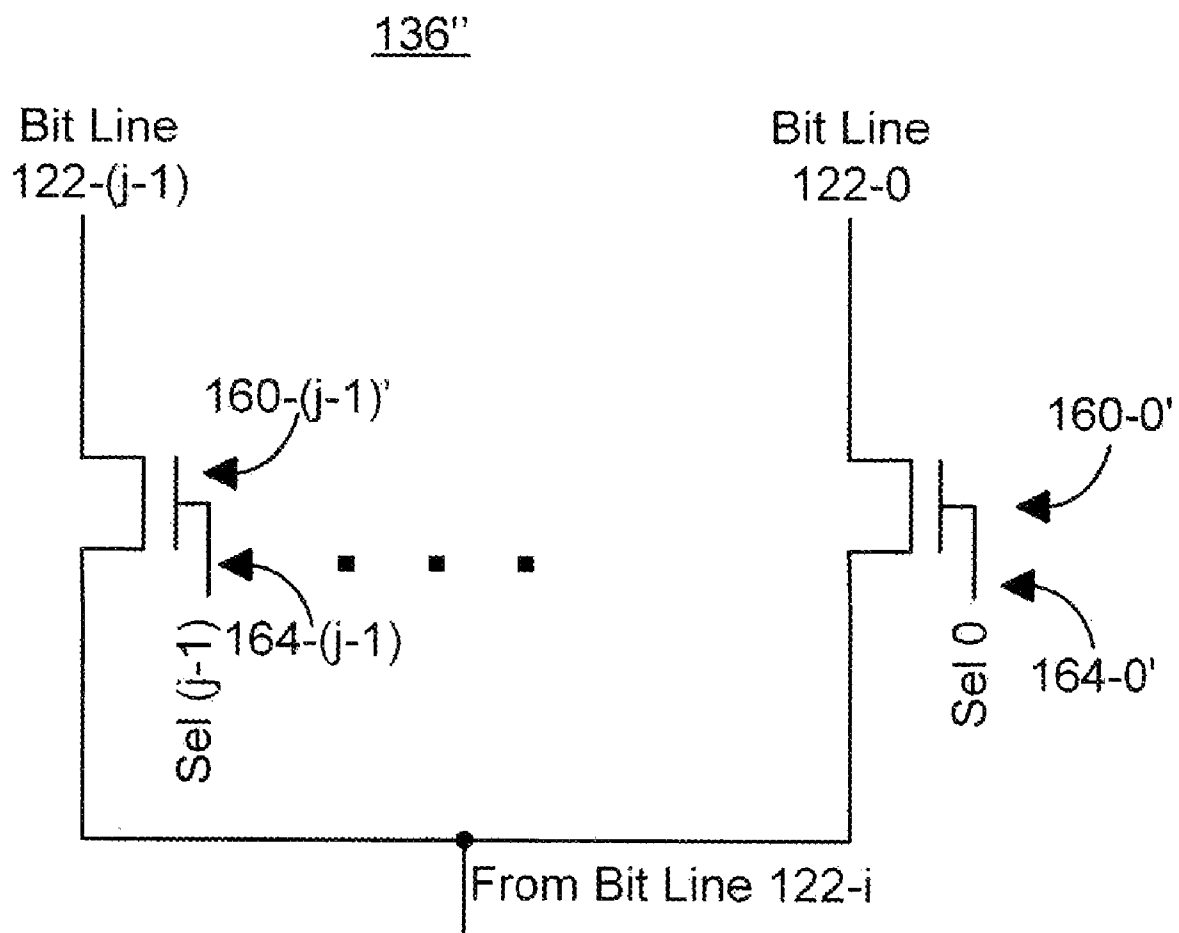 136"
Bit Line
122-(j-1)
Bit Line
122-0
160-(j-1)'
160-0'
164-(j-1)
164-0'
Sel (j-1)
Sel 0
From Bit Line 122-i